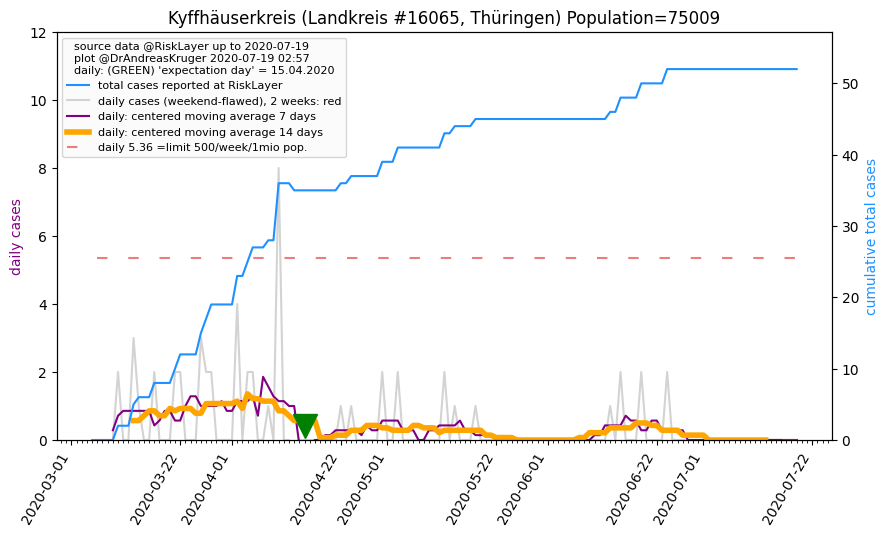 Kyffhäuserkreis (Landkreis #16065, Thüringen) Population=75009
source data @RiskLayer up to 2020-07-19
plot @DrAndreasKruger 2020-07-19 02:57
daily: (GREEN) 'expectation day' = 15.04.2020
total cases reported at RiskLayer
daily cases (weekend-flawed), 2 weeks: red
daily: centered moving average 7 days
daily: centered moving average 14 days
daily 5.36 =limit 500/week/1mio pop.
daily cases
12
10
8
6
4
2
0
cumulative total cases
50
40
30
20
10
0
2020-03-01
2020-03-22
2020-04-01
2020-04-22
2020-05-01
2020-05-22
2020-06-01
2020-06-22
2020-07-01
2020-07-22